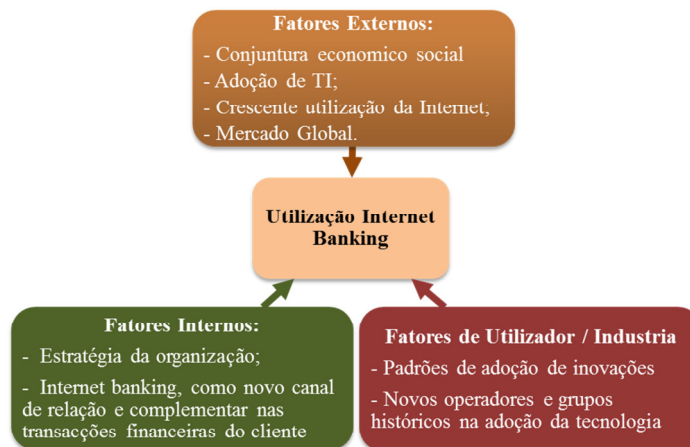 Fatores Externos:
- Conjuntura economico social
- Adoção de TI;
- Crescente utilização da Internet;
- Mercado Global.
Utilização Internet
Banking
Fatores Internos:
- Estratégia da organização;
- Internet banking, como novo canal
de relação e complementar nas
transacções financeiras do cliente
Fatores de Utilizador / Industria
- Padrões de adoção de inovações
- Novos operadores e grupos
históricos na adoção da tecnologia